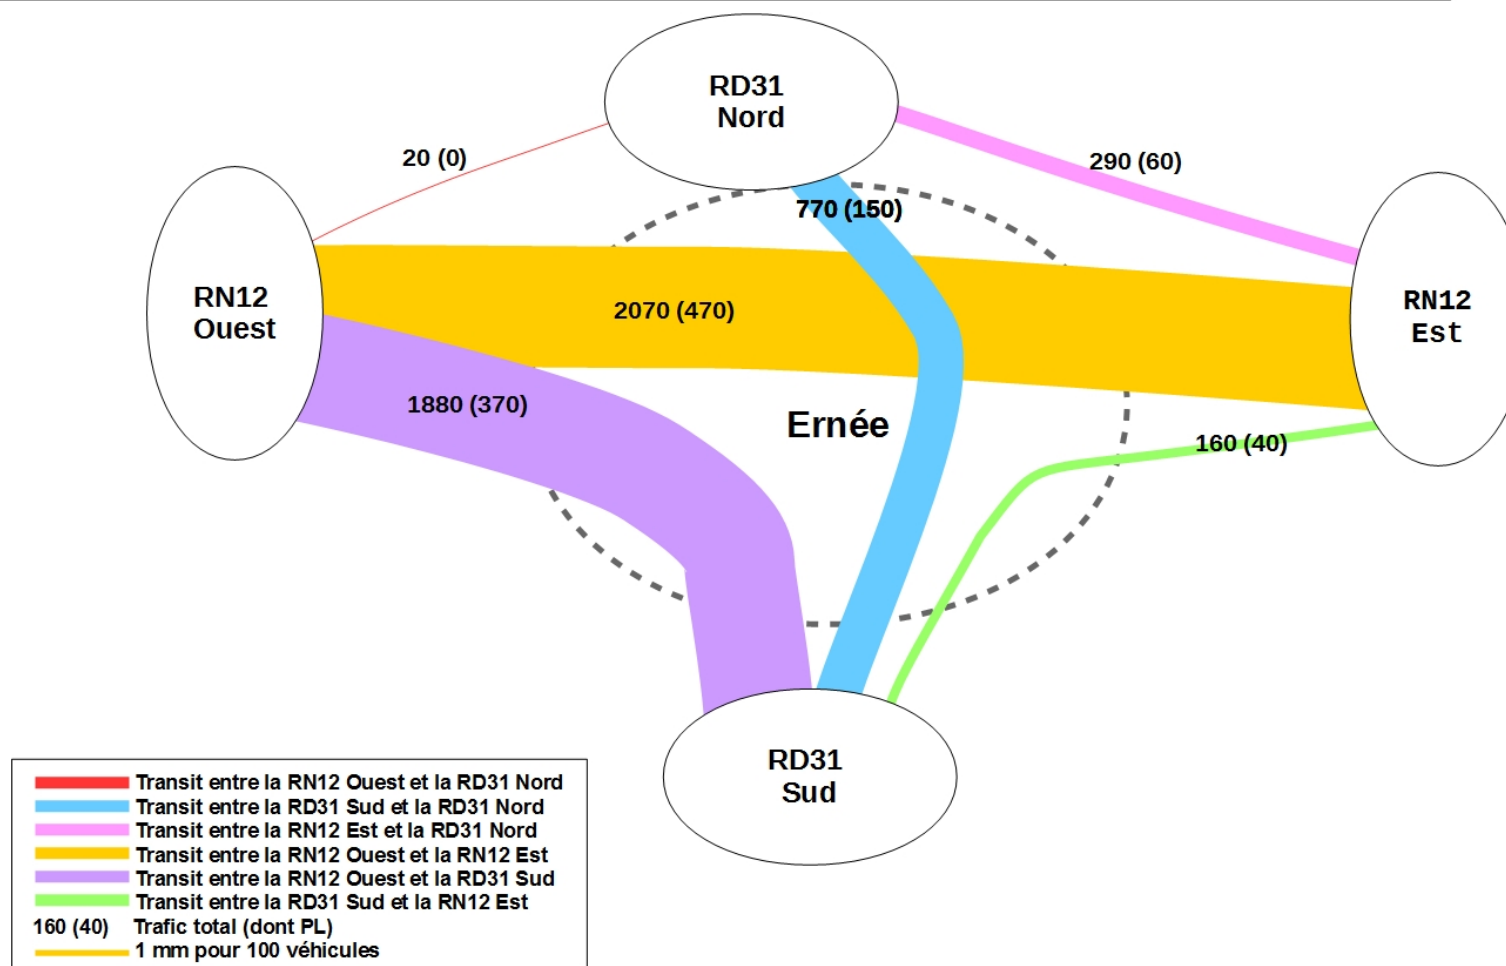 RD31
Nord
20 (0)
290 (60)
770 (150)
RN12
Ouest
2070 (470)
RN12
Est
1880 (370)
Ernée
160 (40)
RD31
Sud
Transit entre la RN12 Ouest et la RD31 Nord
Transit entre la RD31 Sud et la RD31 Nord
Transit entre la RN12 Est et la RD31 Nord
Transit entre la RN12 Ouest et la RN12 Est
Transit entre la RN12 Ouest et la RD31 Sud
Transit entre la RD31 Sud et la RN12 Est
160 (40) Trafic total (dont PL)
1 mm pour 100 véhicules